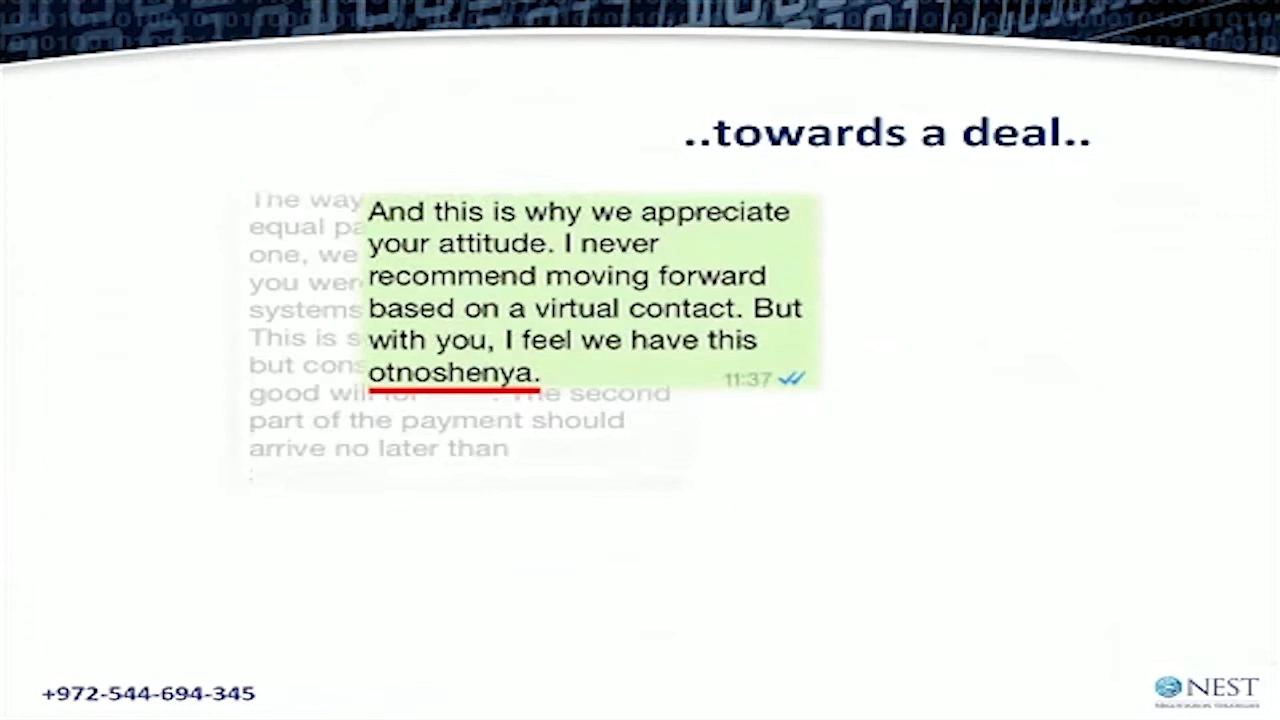 ..towards a deal..
The way
equal pa
one, we
you were
systems
This is s
but cons
good will for . The second
part of the payment should
arrive no later than
And this is why we appreciate
your attitude. I never
recommend moving forward
based on a virtual contact. But
with you, I feel we have this
otnoshenya.
11:37
+972-544-694-345
NEST